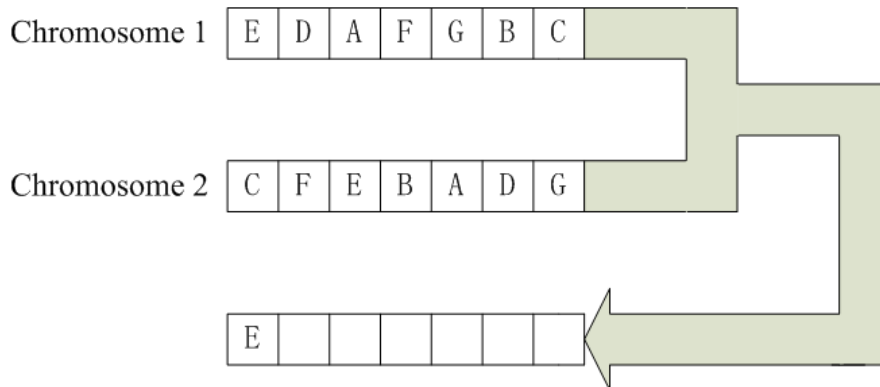 Chromosome 1 E D A F G B C
Chromosome 2 C F E B A D G
E